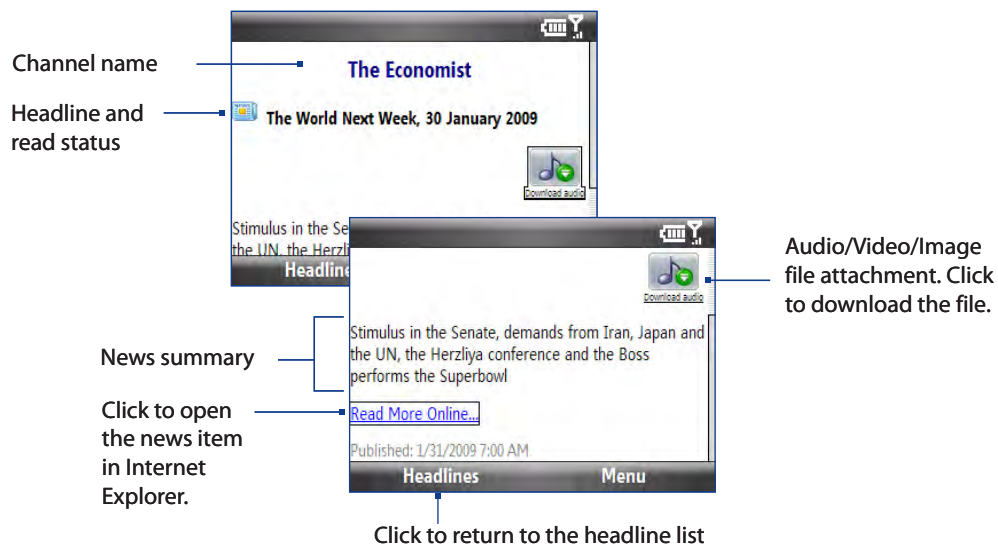 Channel name
The Economist
Headline and
read status
The World Next Week, 30 January 2009
Download audio
Stimulus in the Se
the UN, the Herzli
Headline
Download audio
Audio/Video/Image
file attachment. Click
to download the file.
News summary
Stimulus in the Senate, demands from Iran, Japan and
the UN, the Herzliya conference and the Boss
performs the Superbowl
Click to open
the news item
in Internet
Explorer.
Read More Online...
Published: 1/31/2009 7:00 AM
Headlines
Menu
Click to return to the headline list